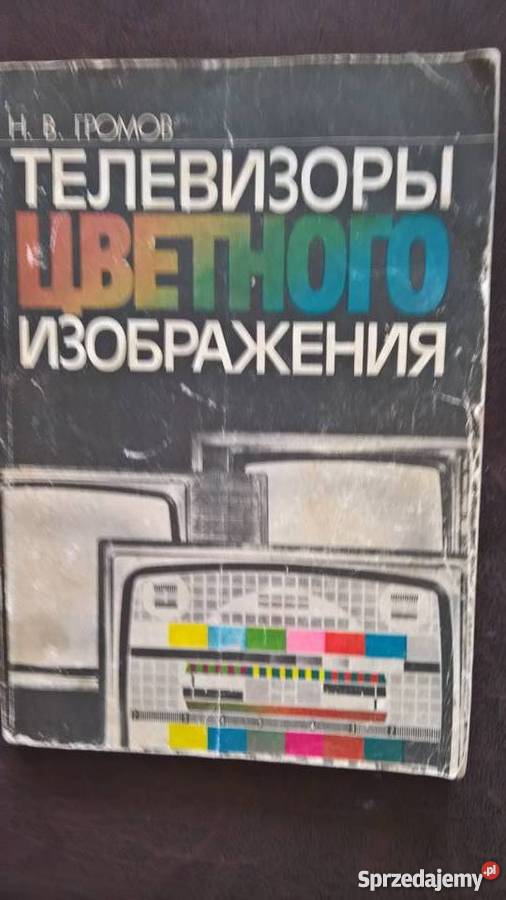 Н. В. ГРОМОВ
ТЕЛЕВИЗОРЫ
ЦВЕТНОГО
ИЗОБРАЖЕНИЯ
Sprzedajemy.pl